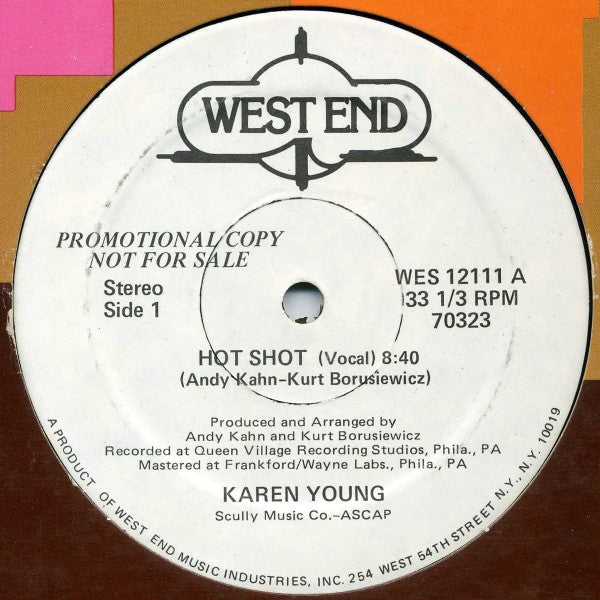 WEST END
PROMOTIONAL COPY
NOT FOR SALE
Stereo
Side 1
WES 12111 A
33 1/3 RPM
70323
HOT SHOT (Vocal) 8:40
(Andy Kahn-Kurt Borusiewicz)
Produced and Arranged by
Andy Kahn and Kurt Borusiewicz
Recorded at Queen Village Recording Studios, Phila., PA
Mastered at Frankford/Wayne Labs., Phila., PA
KAREN YOUNG
Scully Music Co.-ASCAP
A PRODUCT OF WEST END MUSIC INDUSTRIES, INC. 254 WEST 54TH STREET N.Y., N.Y. 10019